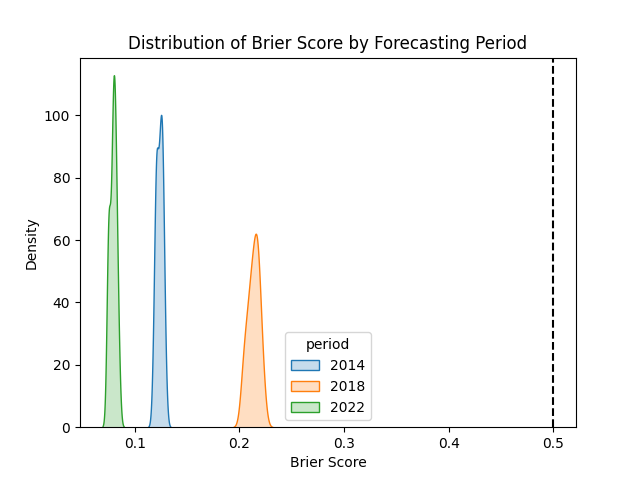 Distribution of Brier Score by Forecasting Period
Density
100
80
60
40
20
0
period
2014
2018
2022
0.1 0.2 0.3 0.4 0.5
Brier Score